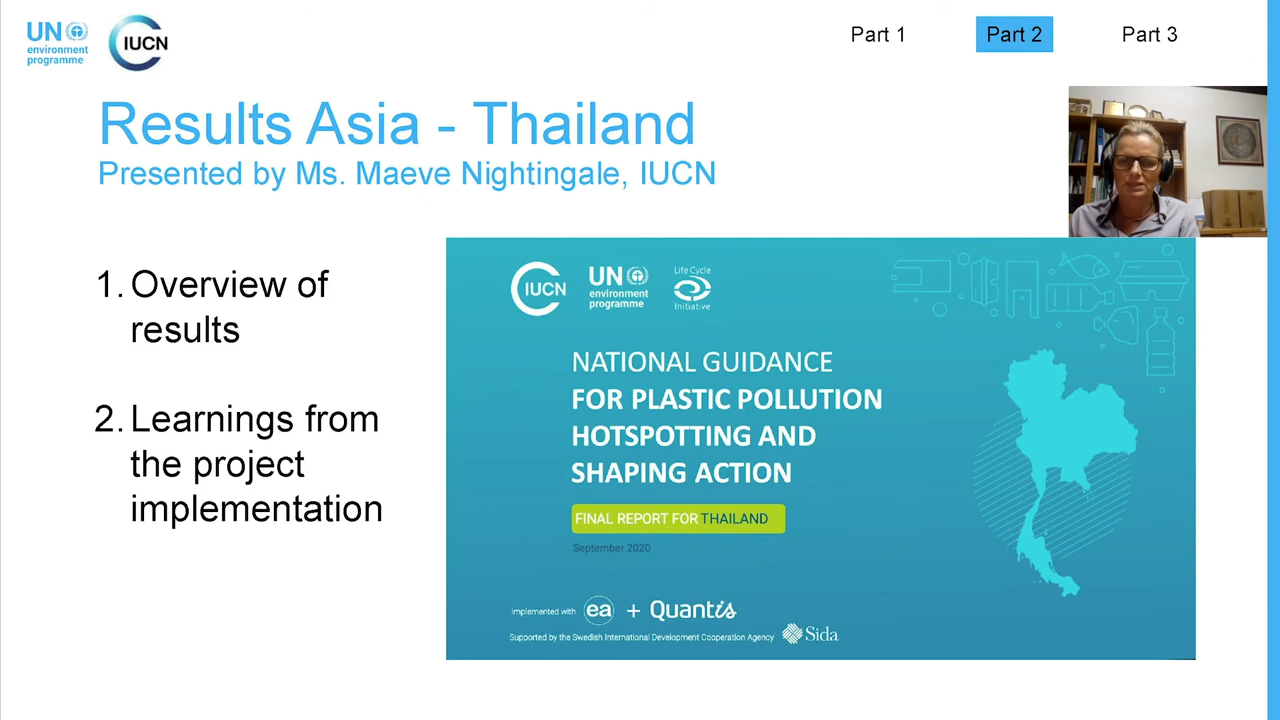 UN
environment
programme
IUCN
Part 1
Part 2
Part 3
Results Asia - Thailand
Presented by Ms. Maeve Nightingale, IUCN
1. Overview of
results
2. Learnings from
the project
implementation
IUCN
UN
environment
programme
Life Cycle
Initiative
NATIONAL GUIDANCE
FOR PLASTIC POLLUTION
HOTSPOTTING AND
SHAPING ACTION
FINAL REPORT FOR THAILAND
September 2020
Implemented with ea + Quantis
Supported by the Swedish International Development Cooperation Agency Sida